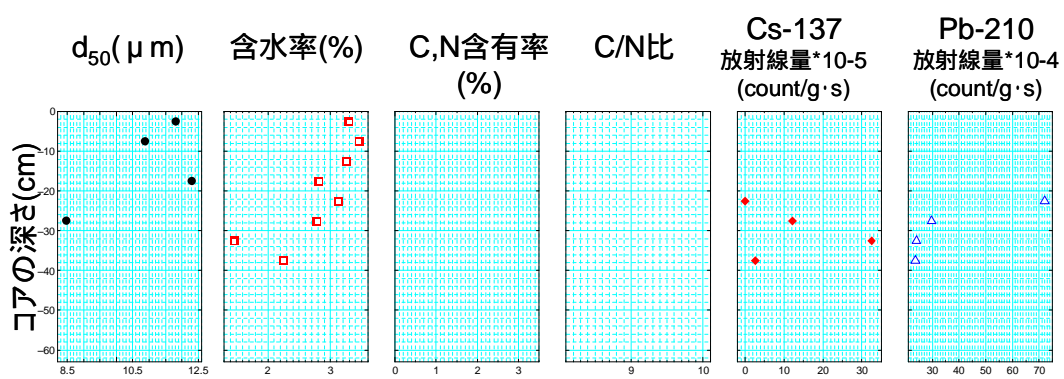 d50(μm)
含水率(%)
C,N含有率
(%)
C/N比
Cs-137
放射線量*10-5
(count/g·s)
Pb-210
放射線量*10-4
(count/g·s)
コアの深さ(cm)
0
-10
-20
-30
-40
-50
-60
8.5 10.5 12.5
2 3
0 1 2 3
9 10
0 10 20 30
30 40 50 60 70